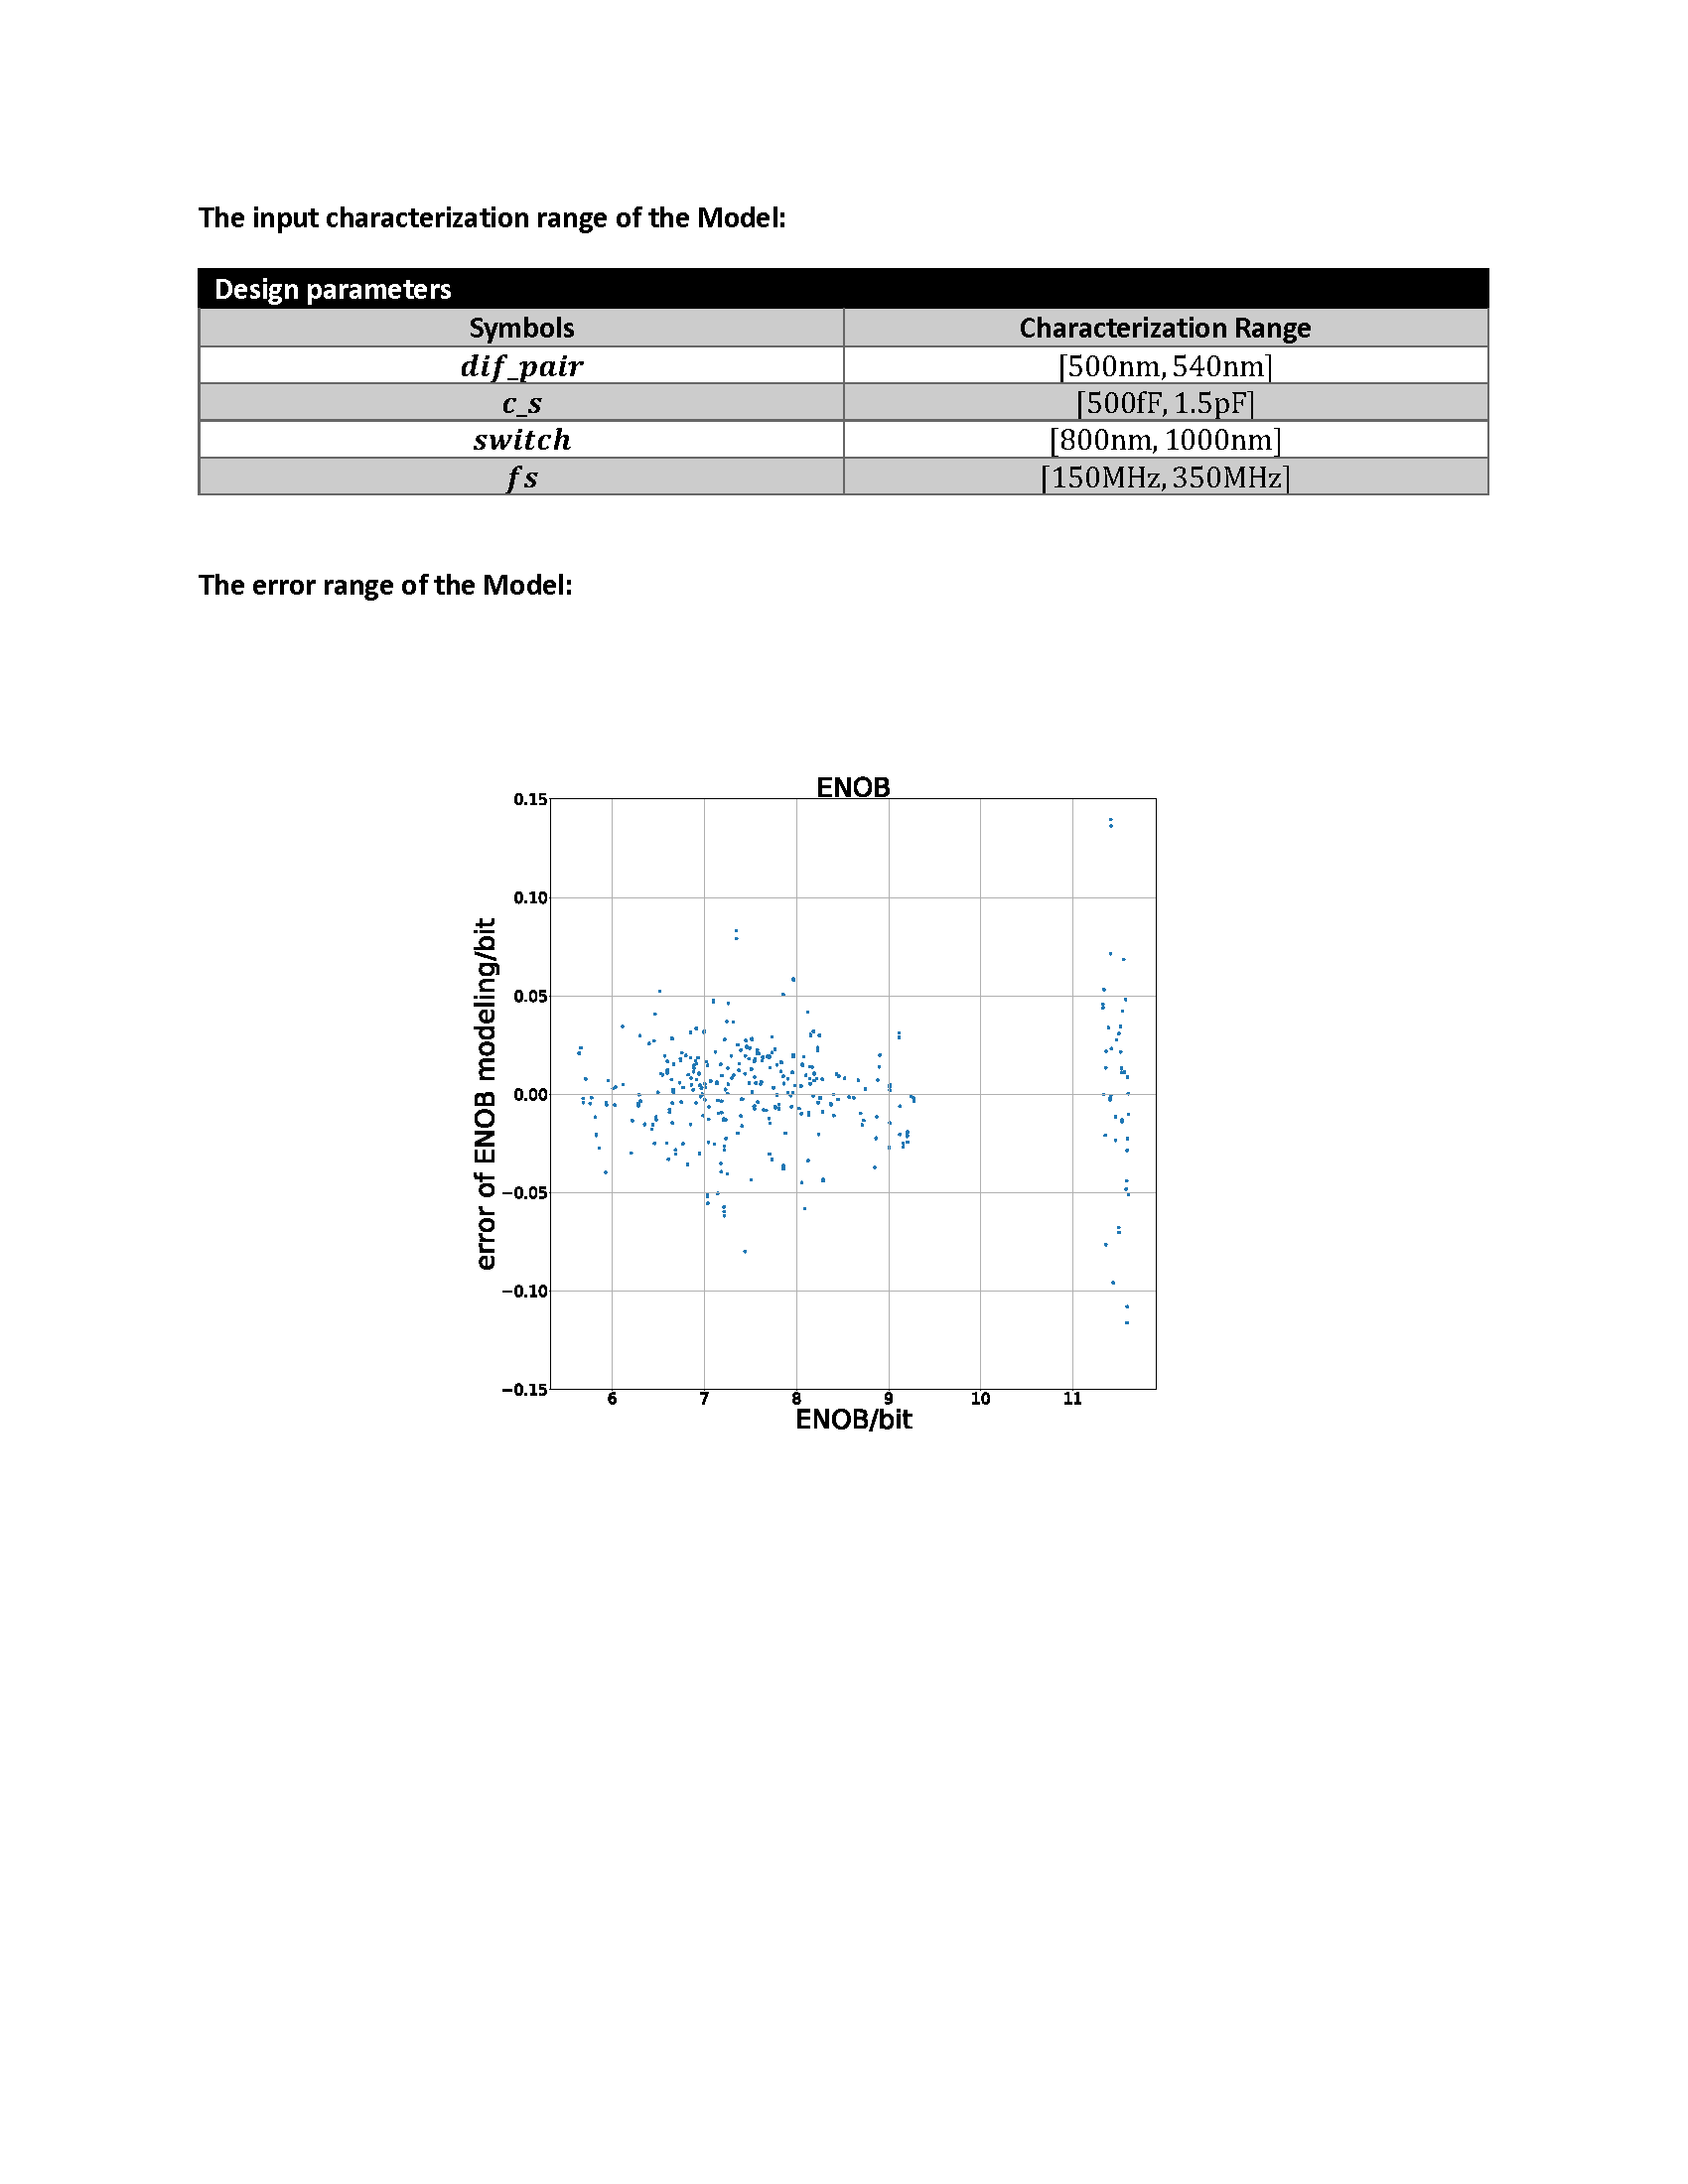 The input characterization range of the Model:
Design parameters
Symbols Characterization Range
dif_pair [500nm, 540nm]
c_s [500fF, 1.5pF]
switch [800nm, 1000nm]
fs [150MHz, 350MHz]
The error range of the Model:
ENOB
0.15
0.10
0.05
0.00
−0.05
−0.10
−0.15
error of ENOB modeling/bit
6 7 8 9 10 11
ENOB/bit